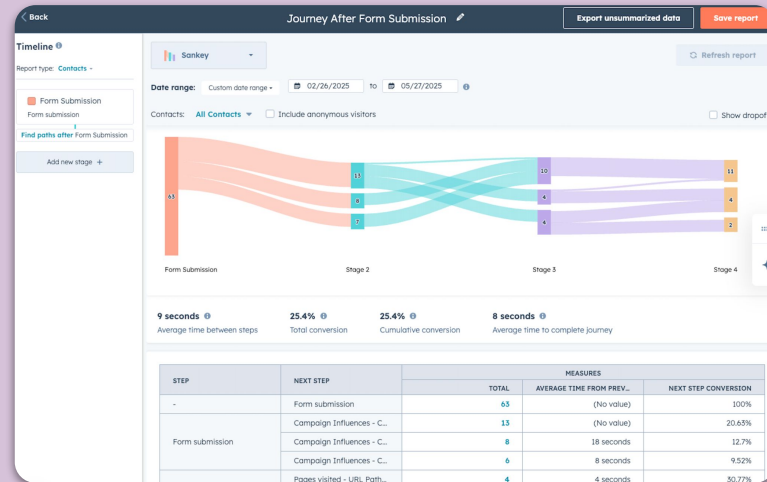 Back
Journey After Form Submission
Export unsummarized data
Save report
Timeline
Report type: Contacts
Form Submission
Form submission
Find paths after Form Submission
Add new stage +
Sankey
Refresh report
Date range: Custom date range 02/26/2025 to 05/27/2025
Contacts: All Contacts Include anonymous visitors
Show dropof
63
13
8
7
10
4
4
11
4
2
Form Submission
Stage 2
Stage 3
Stage 4
9 seconds
Average time between steps
25.4%
Total conversion
25.4%
Cumulative conversion
8 seconds
Average time to complete journey
MEASURES
STEP NEXT STEP TOTAL AVERAGE TIME FROM PREV... NEXT STEP CONVERSION
- Form submission 63 (No value) 100%
Campaign Influences - C... 13 (No value) 20.63%
Form submission Campaign Influences - C... 8 18 seconds 12.7%
Campaign Influences - C... 6 8 seconds 9.52%
Pages visited - URL Path... 4 4 seconds 30.77%